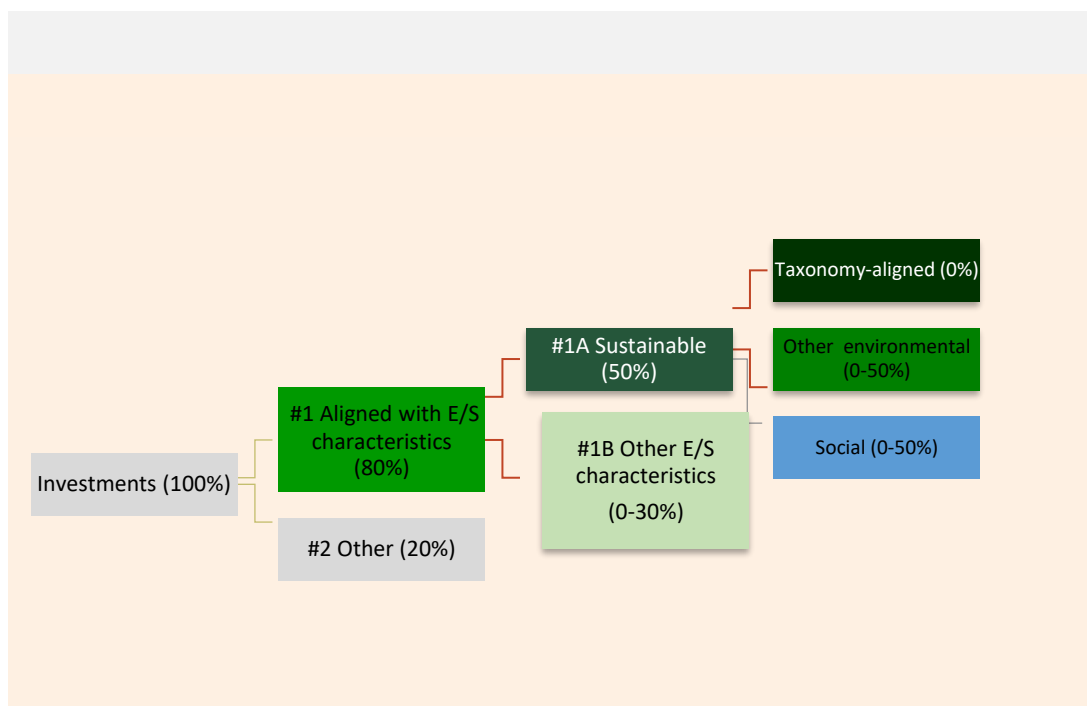 Investments (100%)
#1 Aligned with E/S
characteristics
(80%)
#2 Other (20%)
#1A Sustainable
(50%)
#1B Other E/S
characteristics
(0-30%)
Taxonomy-aligned (0%)
Other environmental
(0-50%)
Social (0-50%)